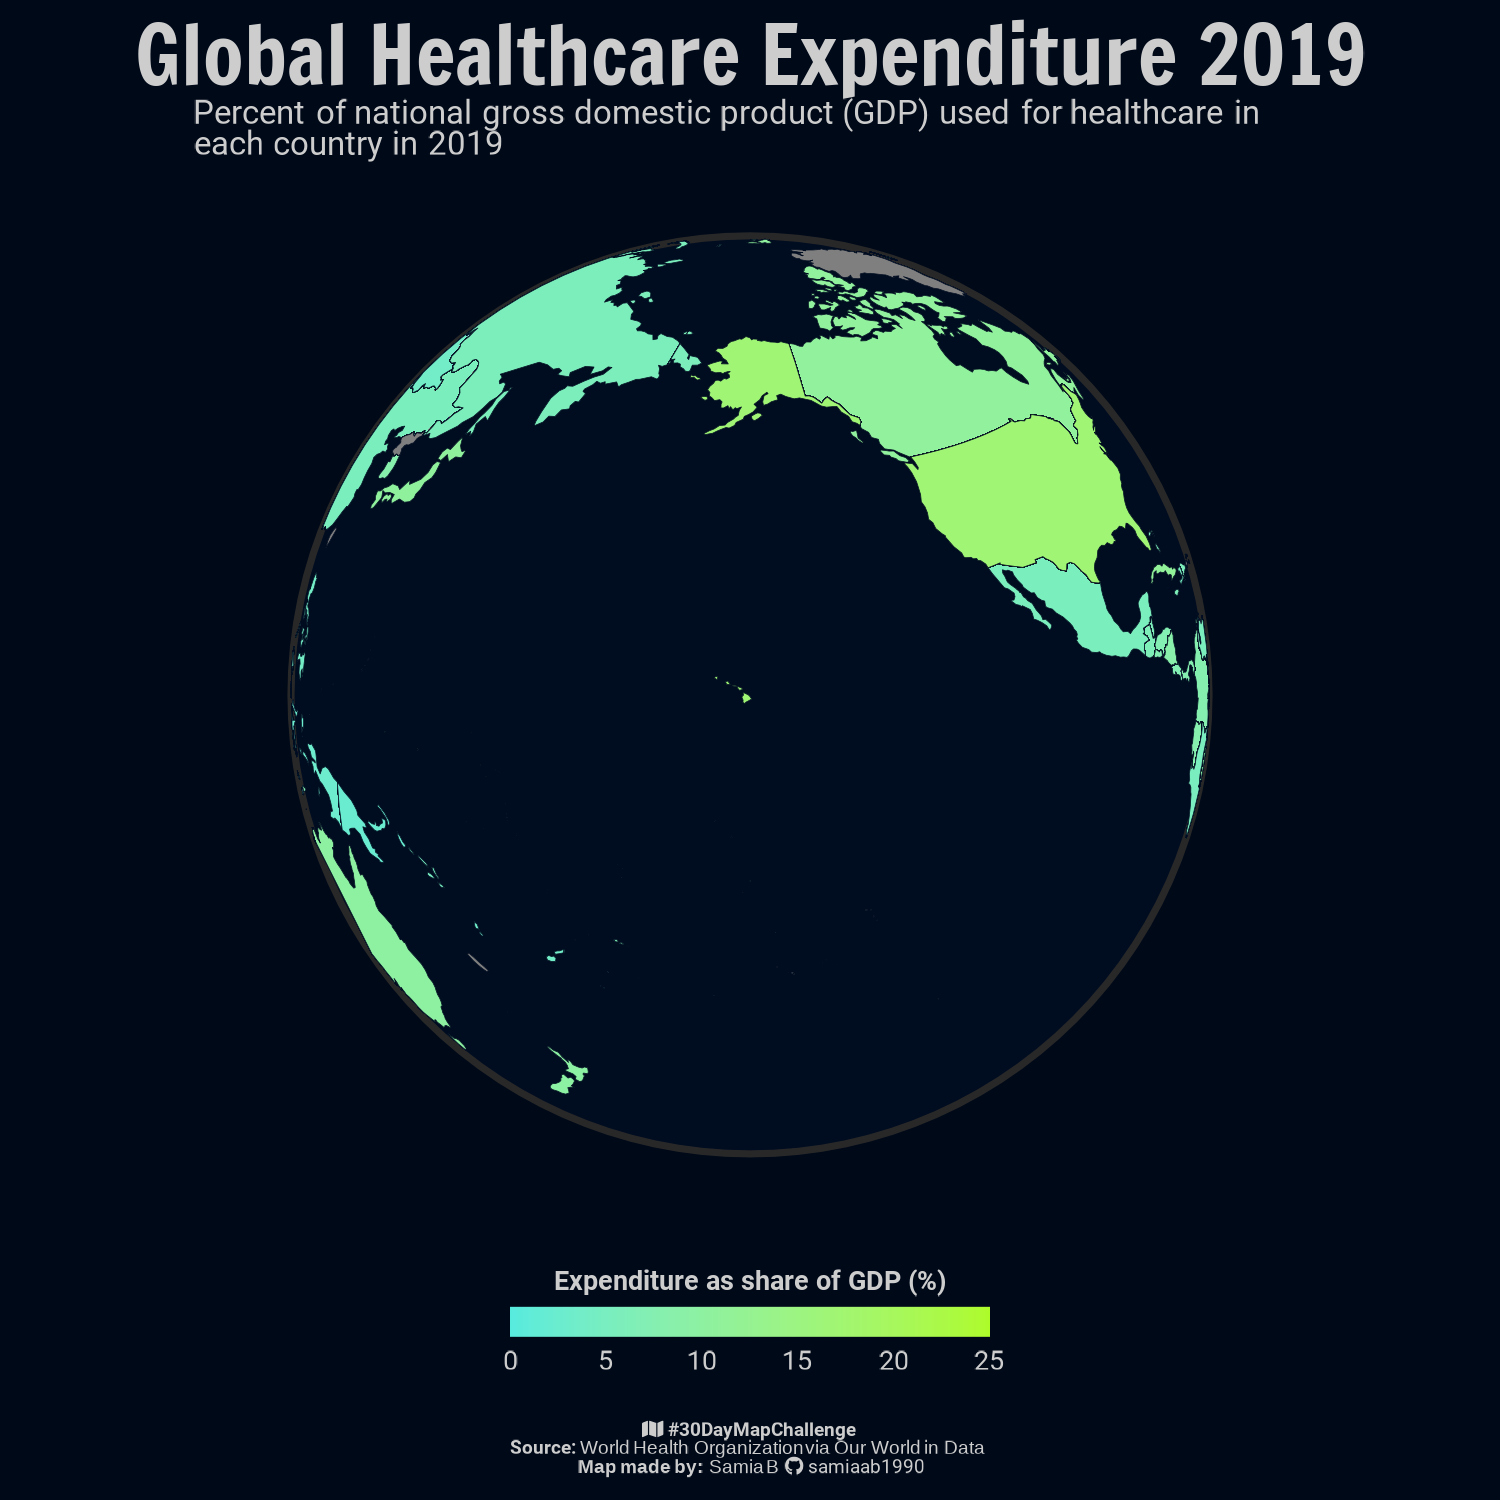 Global Healthcare Expenditure 2019
Percent of national gross domestic product (GDP) used for healthcare in
each country in 2019
Expenditure as share of GDP (%)
0 5 10 15 20 25
#30DayMapChallenge
Source: World Health Organization via Our World in Data
Map made by: Samia B samiaab1990